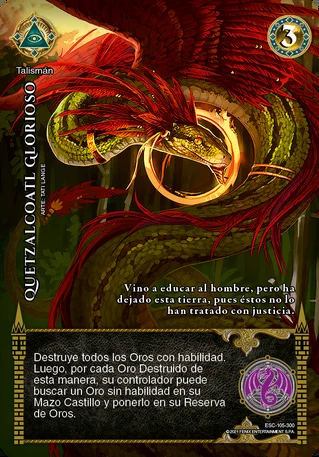 3
Talismán
QUETZALCOATL GLORIOSO
ARTE: TATI LANGE
Vino a educar al hombre, pero ha
dejado esta tierra, pues éstos no lo
han tratado con justicia.
Destruye todos los Oros con habilidad.
Luego, por cada Oro Destruido de
esta manera, su controlador puede
buscar un Oro sin habilidad en su
Mazo Castillo y ponerlo en su Reserva
de Oros.
ESC-105-300
©2021 FENIX ENTERTAINMENT S.P.A.